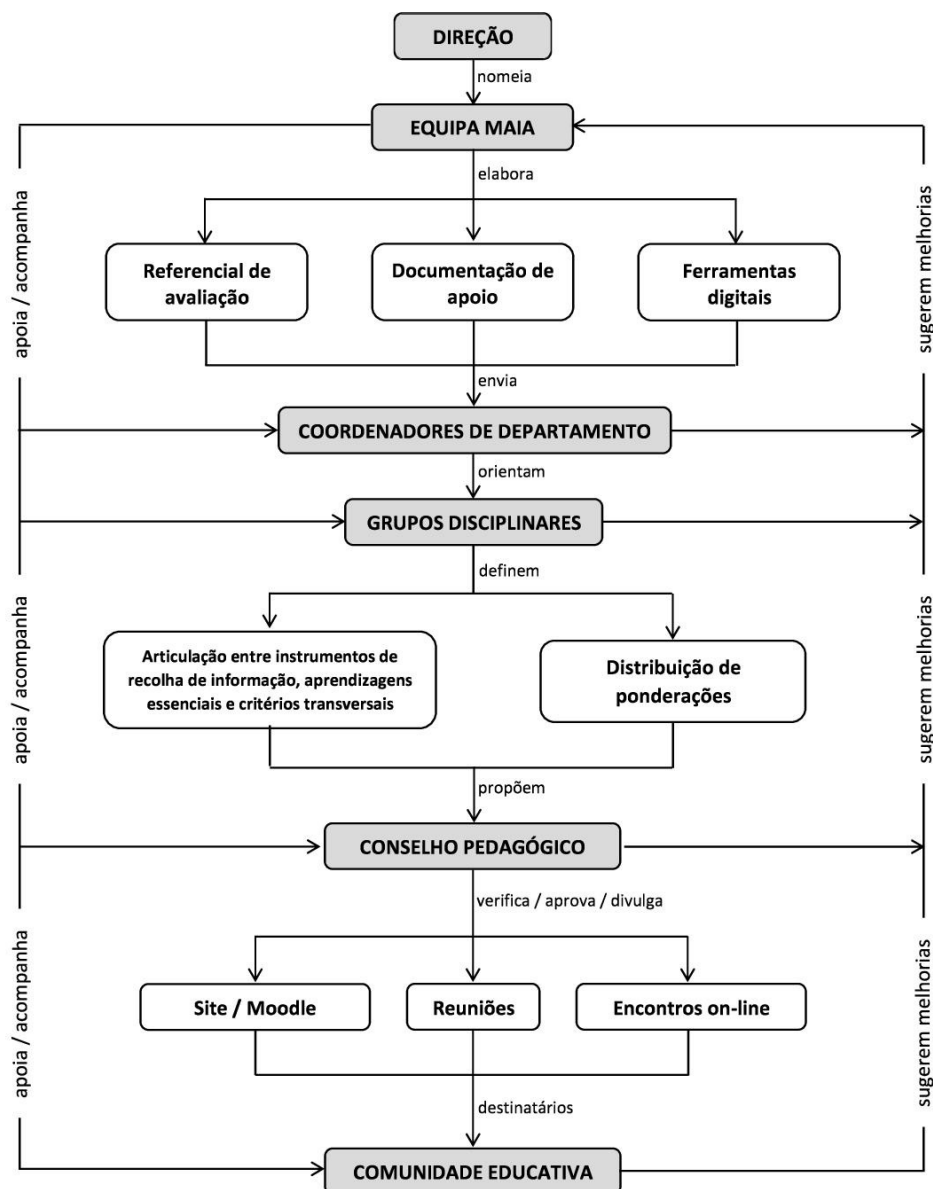 DIREÇÃO
nomeia
EQUIPA MAIA
elabora
apoia / acompanha
sugerem melhorias
Referencial de
avaliação
Documentação de
apoio
Ferramentas
digitais
envia
COORDENADORES DE DEPARTAMENTO
orientam
GRUPOS DISCIPLINARES
definem
apoia / acompanha
sugerem melhorias
Articulação entre instrumentos de
recolha de informação, aprendizagens
essenciais e critérios transversais
Distribuição de
ponderações
propõem
CONSELHO PEDAGÓGICO
verifica / aprova / divulga
apoia / acompanha
sugerem melhorias
Site / Moodle
Reuniões
Encontros on-line
destinatários
COMUNIDADE EDUCATIVA